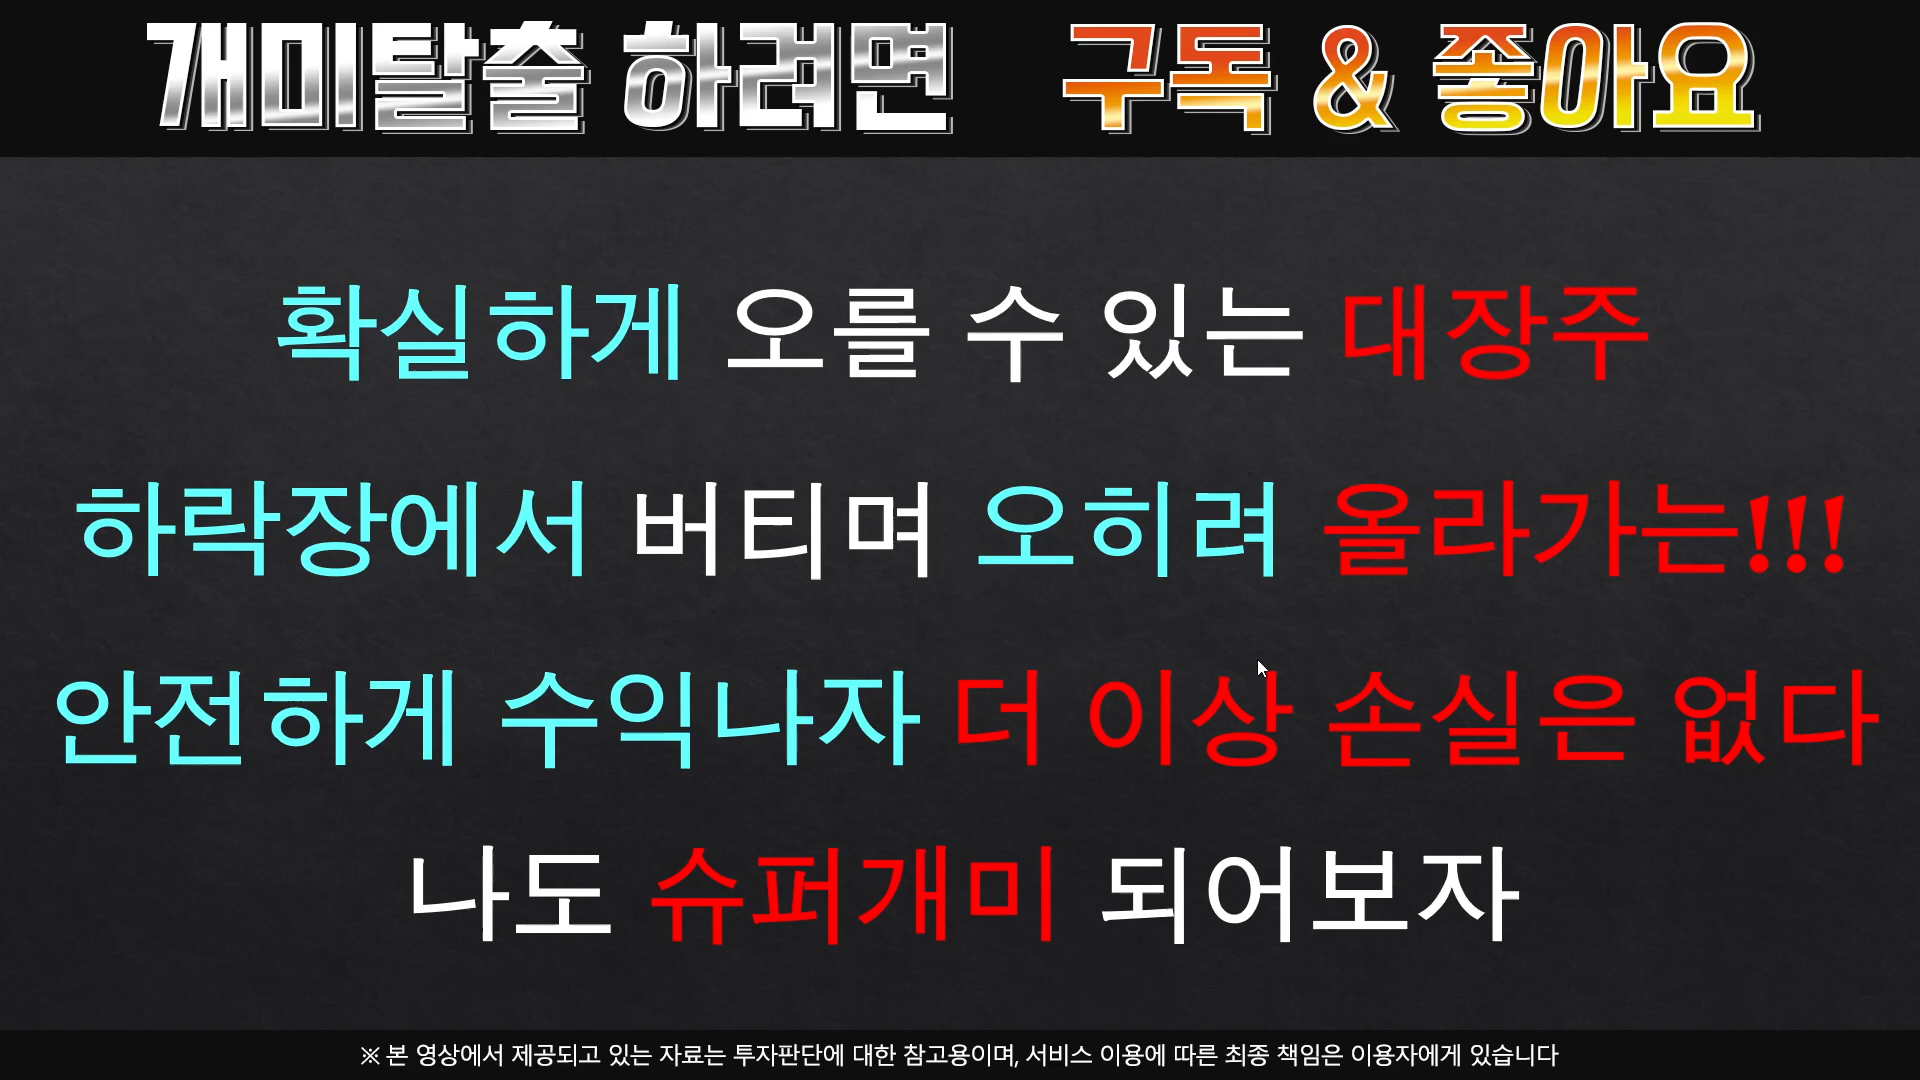 개미탈출 하려면 구독 & 좋아요
확실하게 오를 수 있는 대장주
하락장에서 버티며 오히려 올라가는!!!
안전하게 수익나자 더 이상 손실은 없다
나도 슈퍼개미 되어보자
※ 본 영상에서 제공되고 있는 자료는 투자판단에 대한 참고용이며, 서비스 이용에 따른 최종 책임은 이용자에게 있습니다